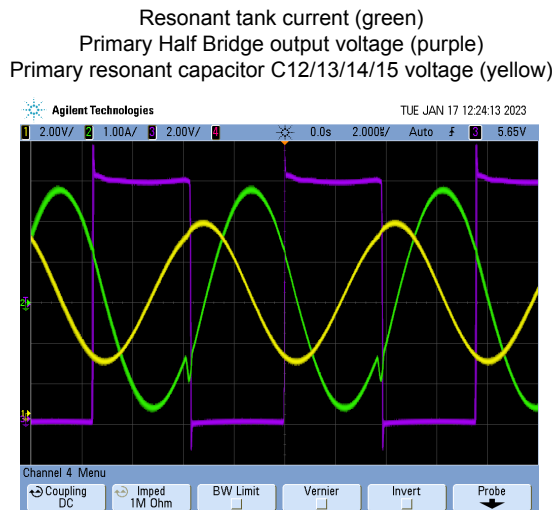 Resonant tank current (green)
Primary Half Bridge output voltage (purple)
Primary resonant capacitor C12/13/14/15 voltage (yellow)
Agilent Technologies TUE JAN 17 12:24:13 2023
1 2.00V/ 2 1.00A/ 3 2.00V/ 4 0.0s 2.000%/ Auto 3 5.65V
2
1
Channel 4 Menu
Coupling Imped BW Limit Vernier Invert Probe
DC 1M Ohm